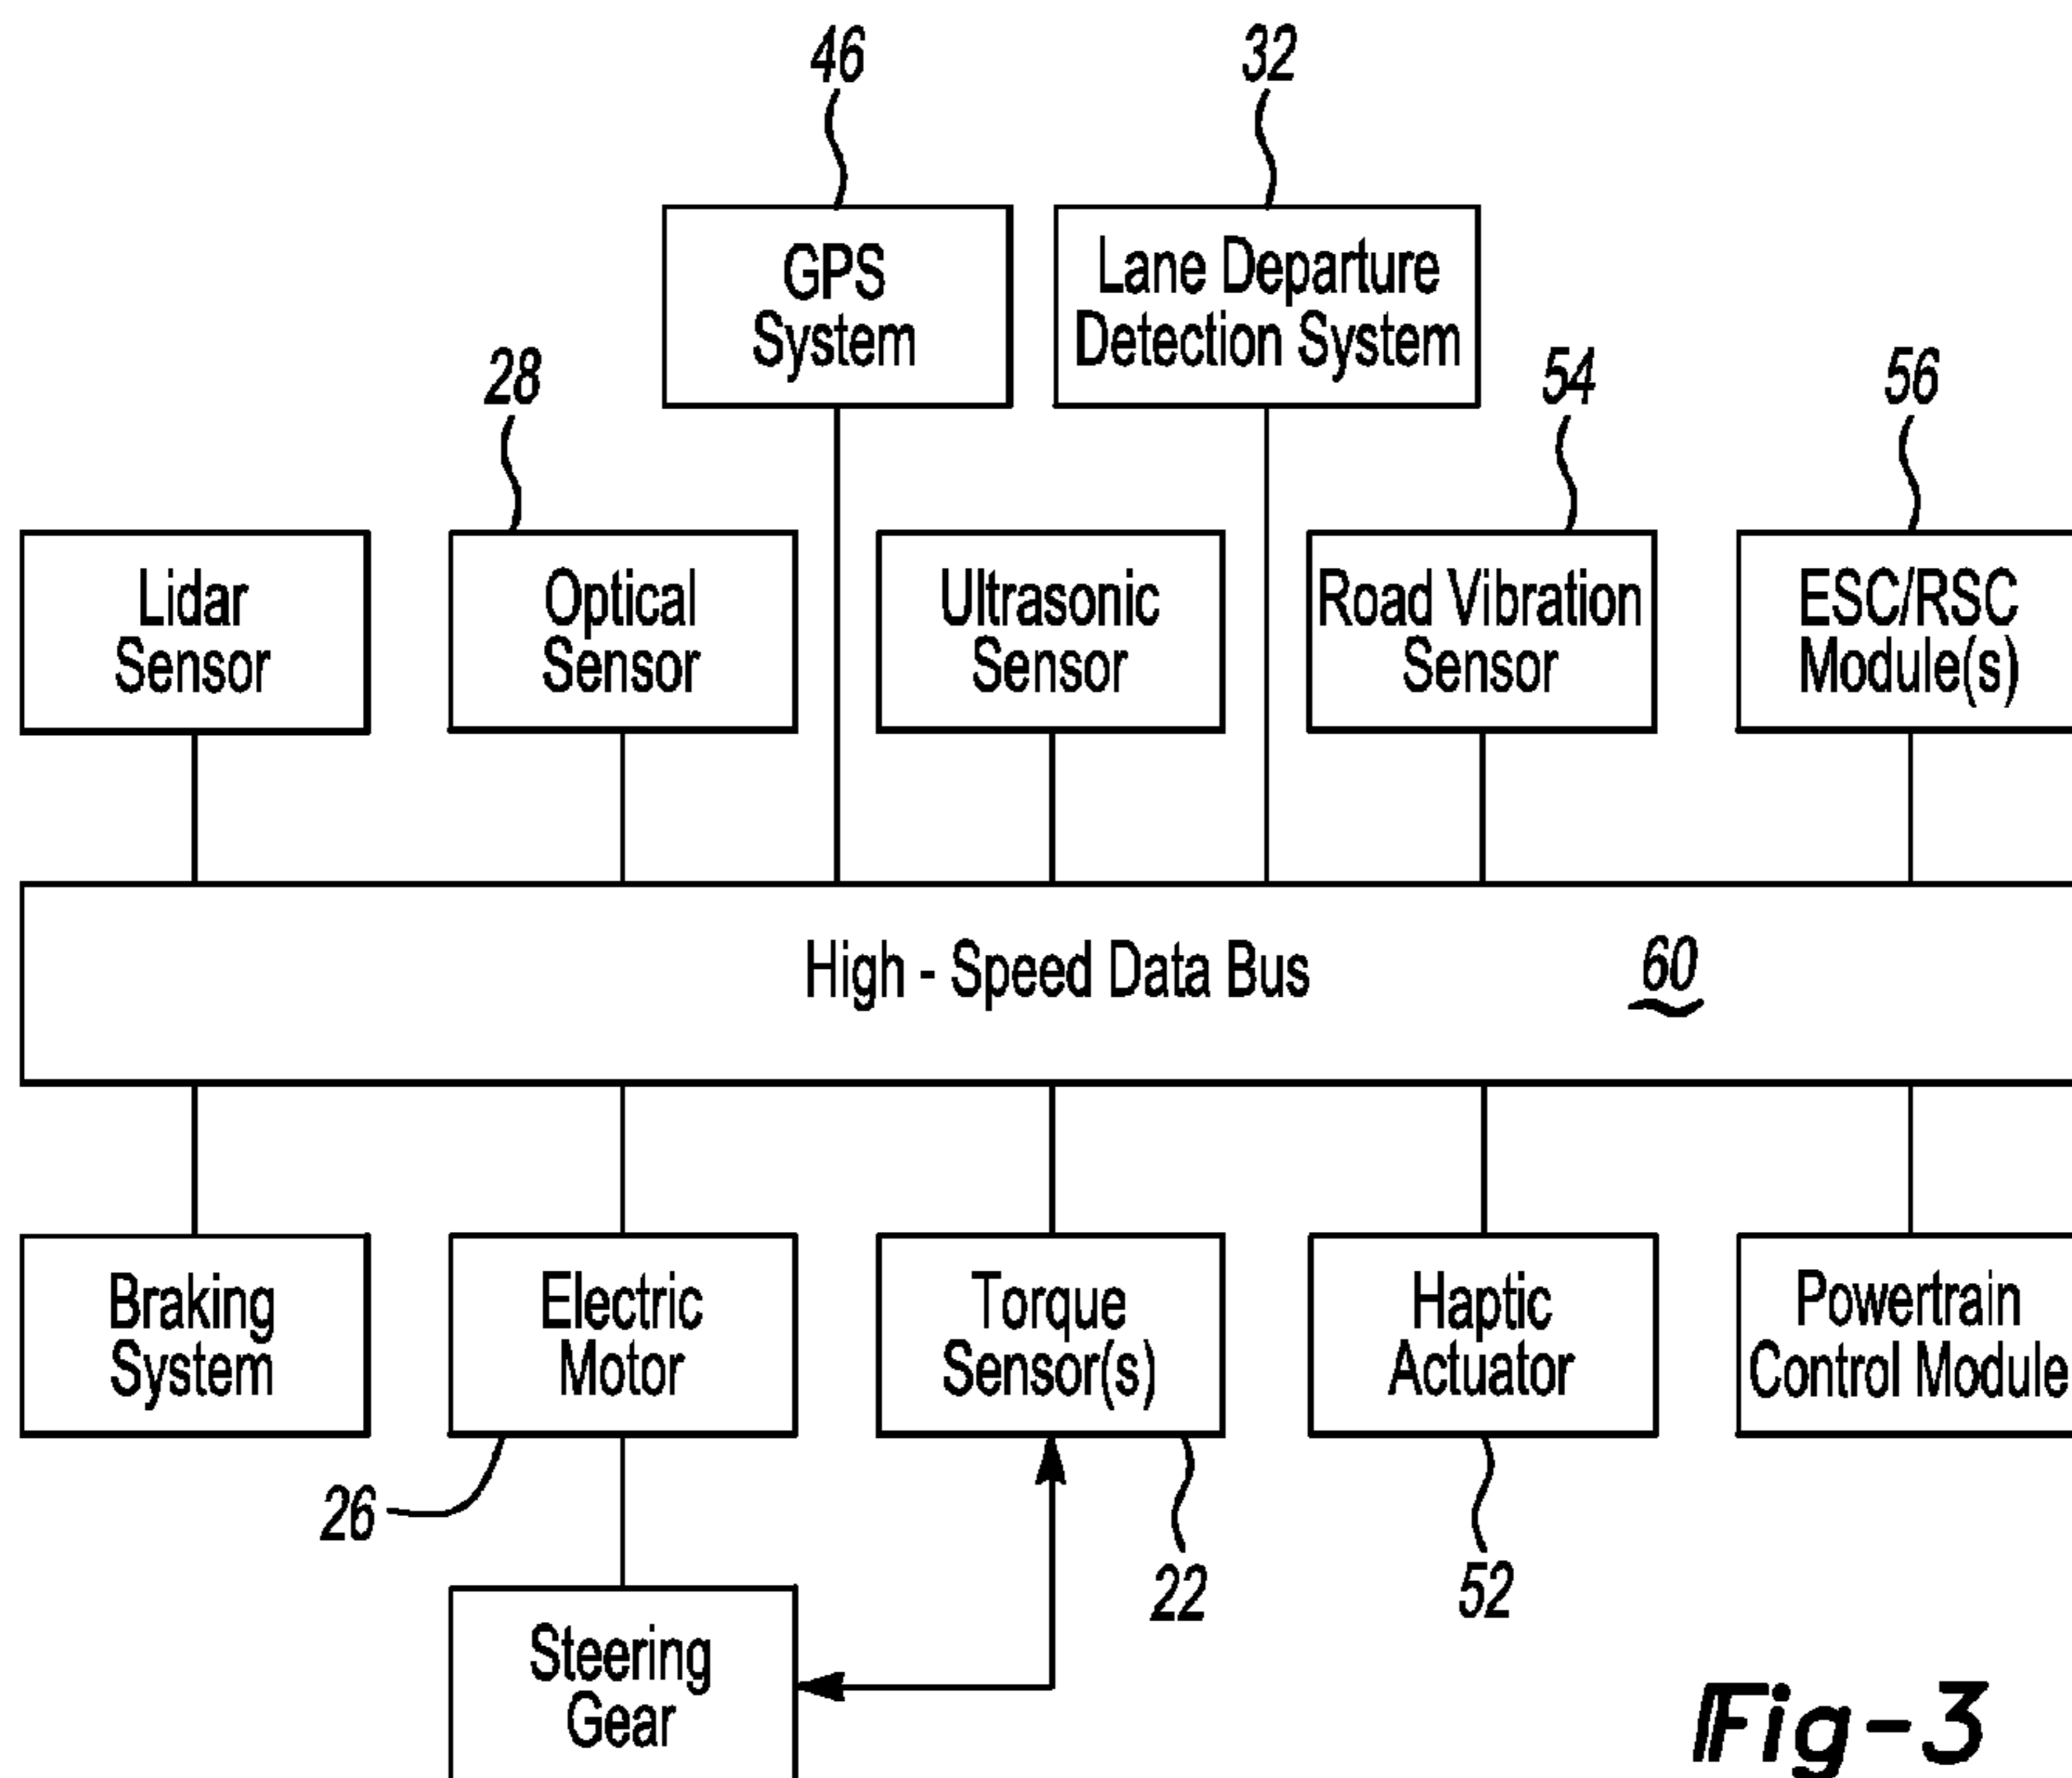 46
32
GPS
System
Lane Departure
Detection System
28
54
56
Lidar
Sensor
Optical
Sensor
Ultrasonic
Sensor
Road Vibration
Sensor
ESC/RSC
Module(s)
High - Speed Data Bus
60
Braking
System
Electric
Motor
Torque
Sensor(s)
Haptic
Actuator
Powertrain
Control Module
26
22
52
Steering
Gear
Fig-3